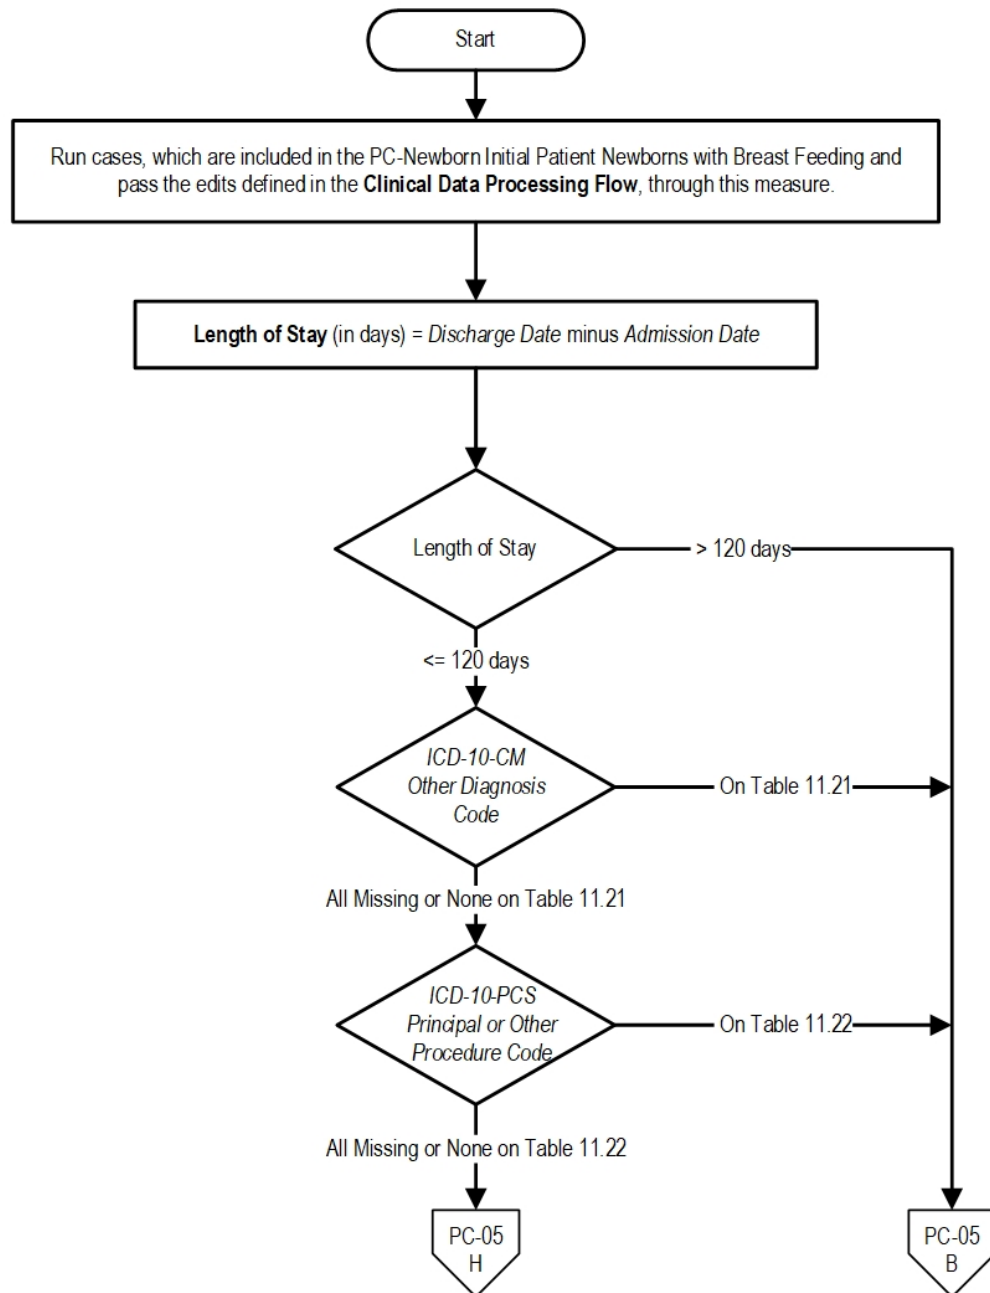 Start
Run cases, which are included in the PC-Newborn Initial Patient Newborns with Breast Feeding and
pass the edits defined in the Clinical Data Processing Flow, through this measure.
Length of Stay (in days) = Discharge Date minus Admission Date
Length of Stay
> 120 days
<= 120 days
ICD-10-CM
Other Diagnosis
Code
On Table 11.21
All Missing or None on Table 11.21
ICD-10-PCS
Principal or Other
Procedure Code
On Table 11.22
All Missing or None on Table 11.22
PC-05
H
PC-05
B